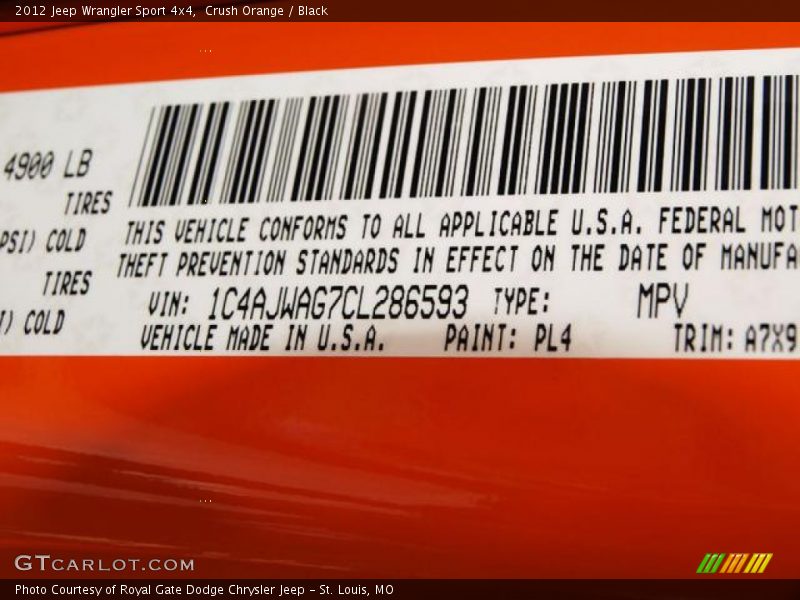 2012 Jeep Wrangler Sport 4x4,  Crush Orange / Black
4900 LB
TIRES
PSI) COLD
TIRES
I) COLD
THIS VEHICLE CONFORMS TO ALL APPLICABLE U.S.A. FEDERAL MOT
THEFT PREVENTION STANDARDS IN EFFECT ON THE DATE OF MANUFA
VIN: 1C4AJWAG7CL286593 TYPE: MPV
VEHICLE MADE IN U.S.A. PAINT: PL4 TRIM: A7X9
GTCARLOT.COM
Photo Courtesy of Royal Gate Dodge Chrysler Jeep - St. Louis, MO